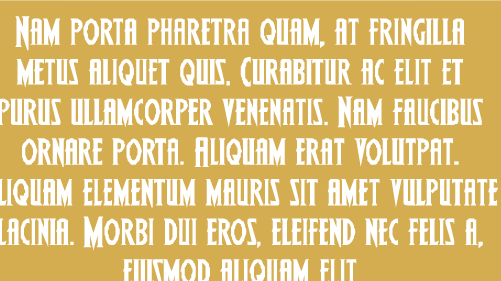 Nam porta pharetra quam, at fringilla
metus aliquet quis. Curabitur ac elit et
purus ullamcorper venenatis. Nam faucibus
ornare porta. Aliquam erat volutpat.
liquam elementum mauris sit amet vulputate
lacinia. Morbi dui eros, eleifend nec felis a,
euismod aliquam elit